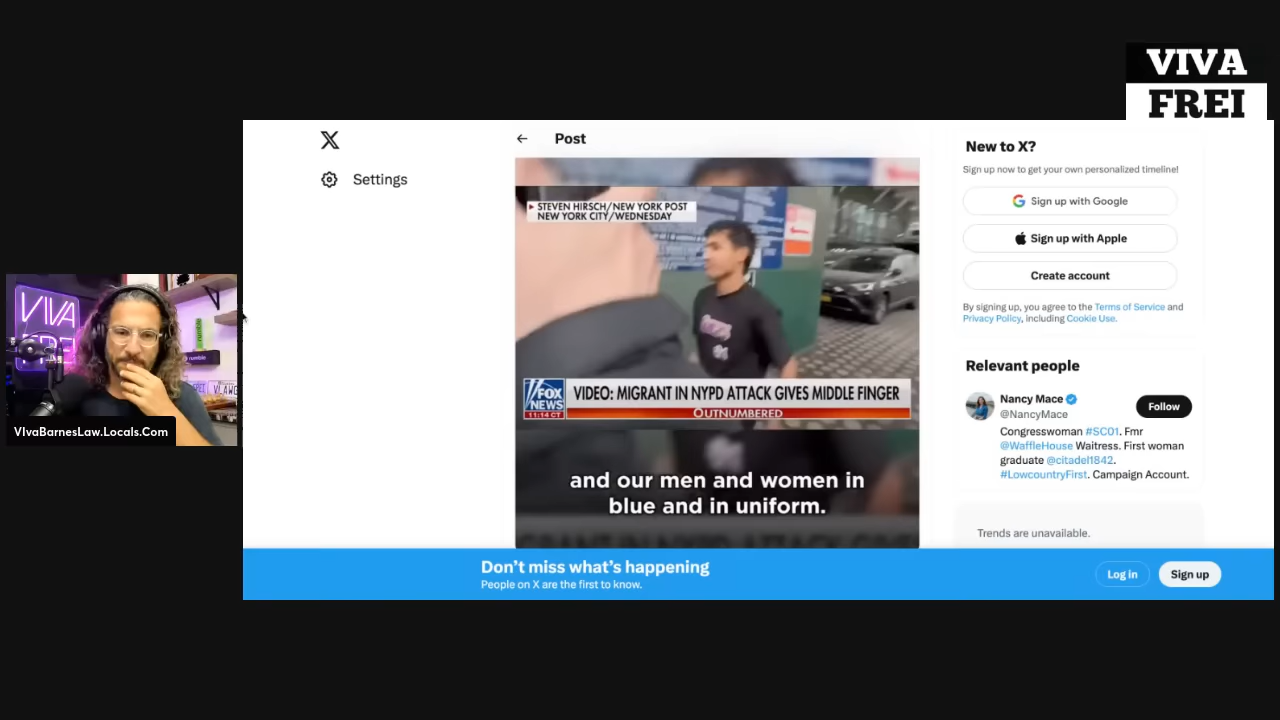 VIVA
FREI
Post
Settings
STEVEN HIRSCH/NEW YORK POST
NEW YORK CITY/WEDNESDAY
FOX
NEWS
11:14 CT
VIDEO: MIGRANT IN NYPD ATTACK GIVES MIDDLE FINGER
OUTNUMBERED
and our men and women in
blue and in uniform.
New to X?
Sign up now to get your own personalized timeline!
Sign up with Google
Sign up with Apple
Create account
By signing up, you agree to the Terms of Service and
Privacy Policy, including Cookie Use.
Relevant people
Nancy Mace
@NancyMace
Follow
Congresswoman #SC01. Fmr
@WaffleHouse Waitress. First woman
graduate @citadel1842.
#LowcountryFirst. Campaign Account.
Trends are unavailable.
VIVA
FREI
rumble
rumble
VIvaBarnesLaw.Locals.Com
Don't miss what's happening
People on X are the first to know.
Log in
Sign up